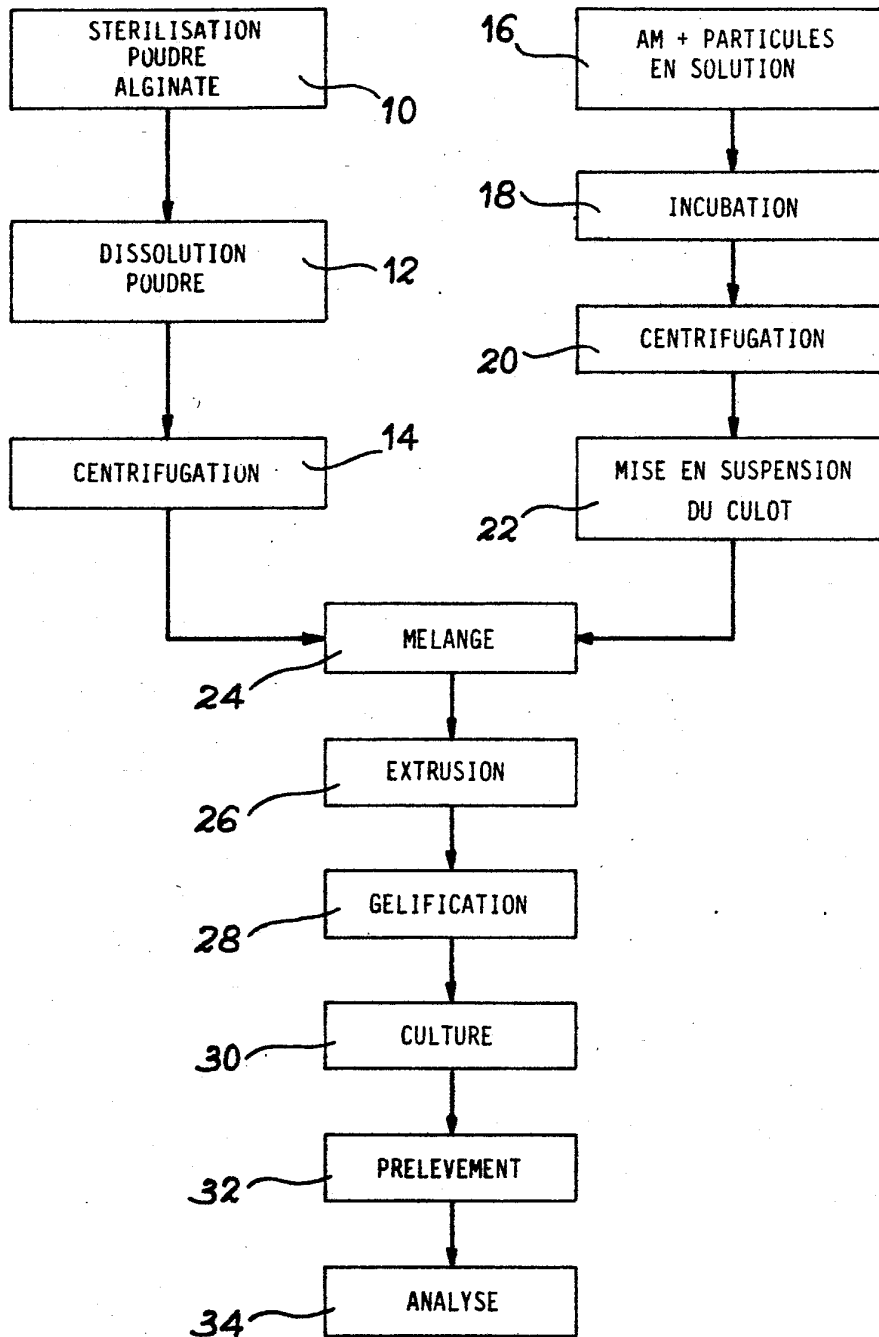 STERILISATION
POUDRE
ALGINATE
10
DISSOLUTION
POUDRE
12
CENTRIFUGATION
14
16
AM + PARTICULES
EN SOLUTION
18
INCUBATION
20
CENTRIFUGATION
22
MISE EN SUSPENSION
DU CULOT
24
MELANGE
26
EXTRUSION
28
GELIFICATION
30
CULTURE
32
PRELEVEMENT
34
ANALYSE